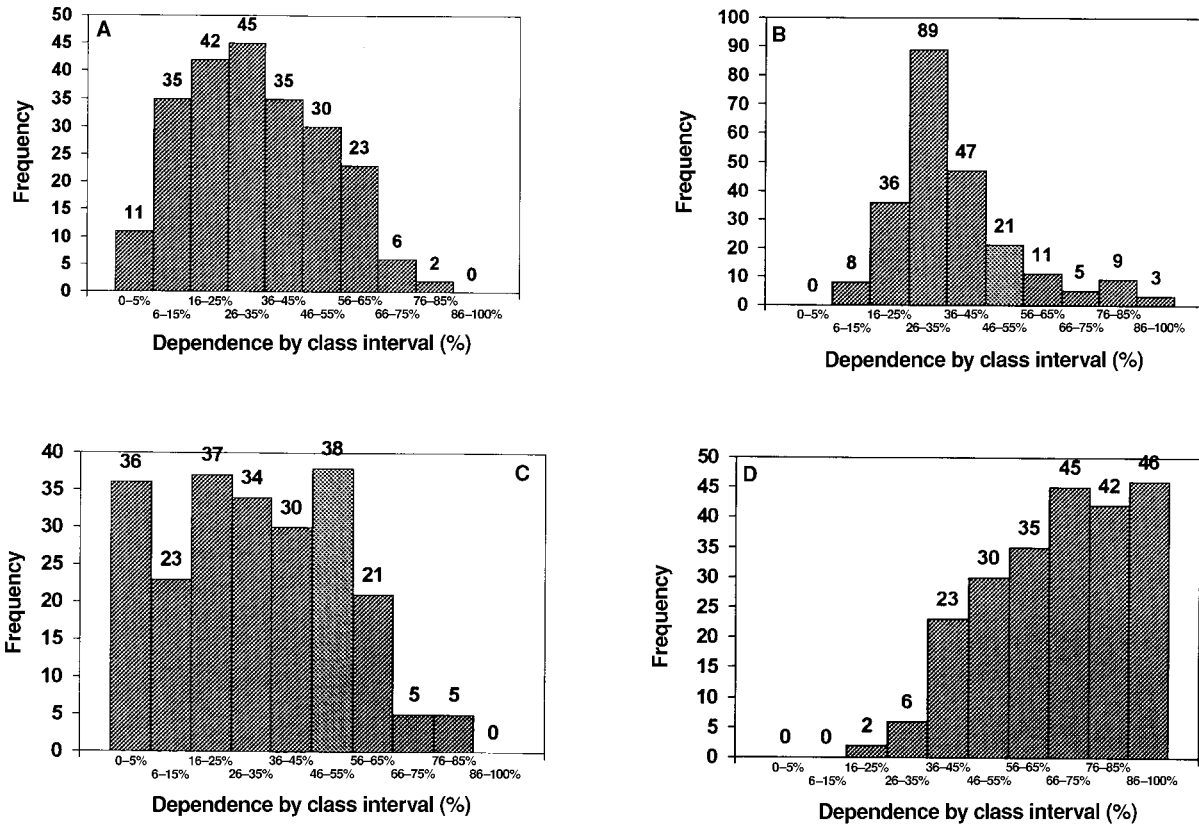 A
Frequency
50
45
40
35
30
25
20
15
10
5
0
11 35 42 45 35 30 23 6 2 0
0–5% 16–25% 36–45% 56–65% 76–85%
6–15% 26–35% 46–55% 66–75% 86–100%
Dependence by class interval (%)
B
Frequency
100
90
80
70
60
50
40
30
20
10
0
0 8 36 89 47 21 11 5 9 3
0–5% 16–25% 36–45% 56–65% 76–85%
6–15% 26–35% 46–55% 66–75% 86–100%
Dependence by class interval (%)
C
Frequency
40
35
30
25
20
15
10
5
0
36 23 37 34 30 38 21 5 5 0
0–5% 16–25% 36–45% 56–65% 76–85%
6–15% 26–35% 46–55% 66–75% 86–100%
Dependence by class interval (%)
D
Frequency
50
45
40
35
30
25
20
15
10
5
0
0 0 2 6 23 30 35 45 42 46
0–5% 16–25% 36–45% 56–65% 76–85%
6–15% 26–35% 46–55% 66–75% 86–100%
Dependence by class interval (%)